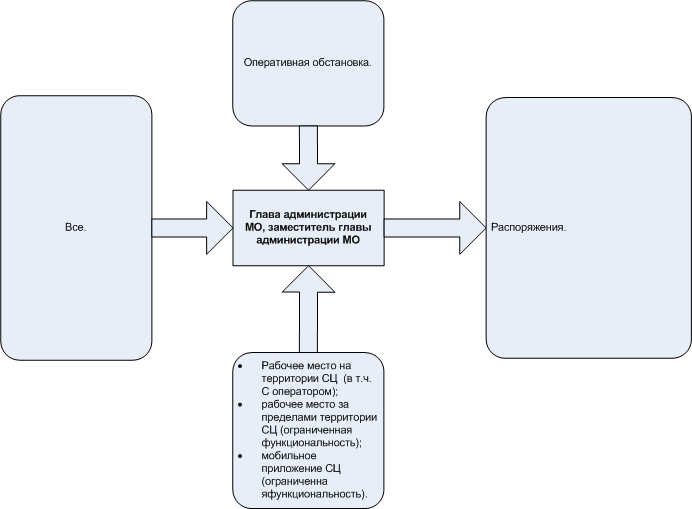 Оперативная обстановка.
Все.
Глава администрации
МО, заместитель главы
администрации МО
Распоряжения.
• Рабочее место на
территории СЦ (в т.ч.
С оператором);
• рабочее место за
пределами территории
СЦ (ограниченная
функциональность);
• мобильное
приложение СЦ
(ограниченна
яфункциональность).